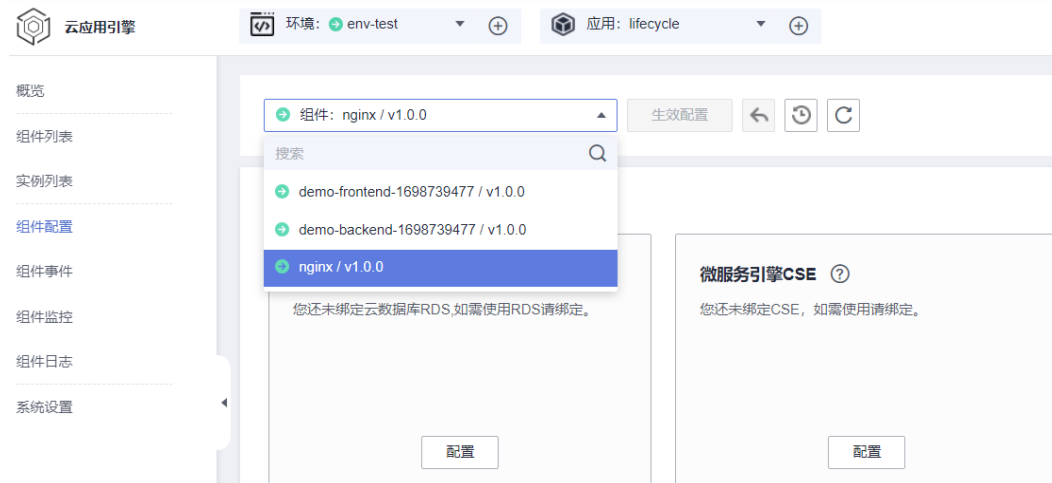 云应用引擎
环境： env-test
应用： lifecycle
概览
组件列表
实例列表
组件配置
组件事件
组件监控
组件日志
系统设置
组件： nginx / v1.0.0
生效配置
搜索
demo-frontend-1698739477 / v1.0.0
demo-backend-1698739477 / v1.0.0
nginx / v1.0.0
您还未绑定云数据库RDS,如需使用RDS请绑定。
配置
微服务引擎CSE
您还未绑定CSE，如需使用请绑定。
配置